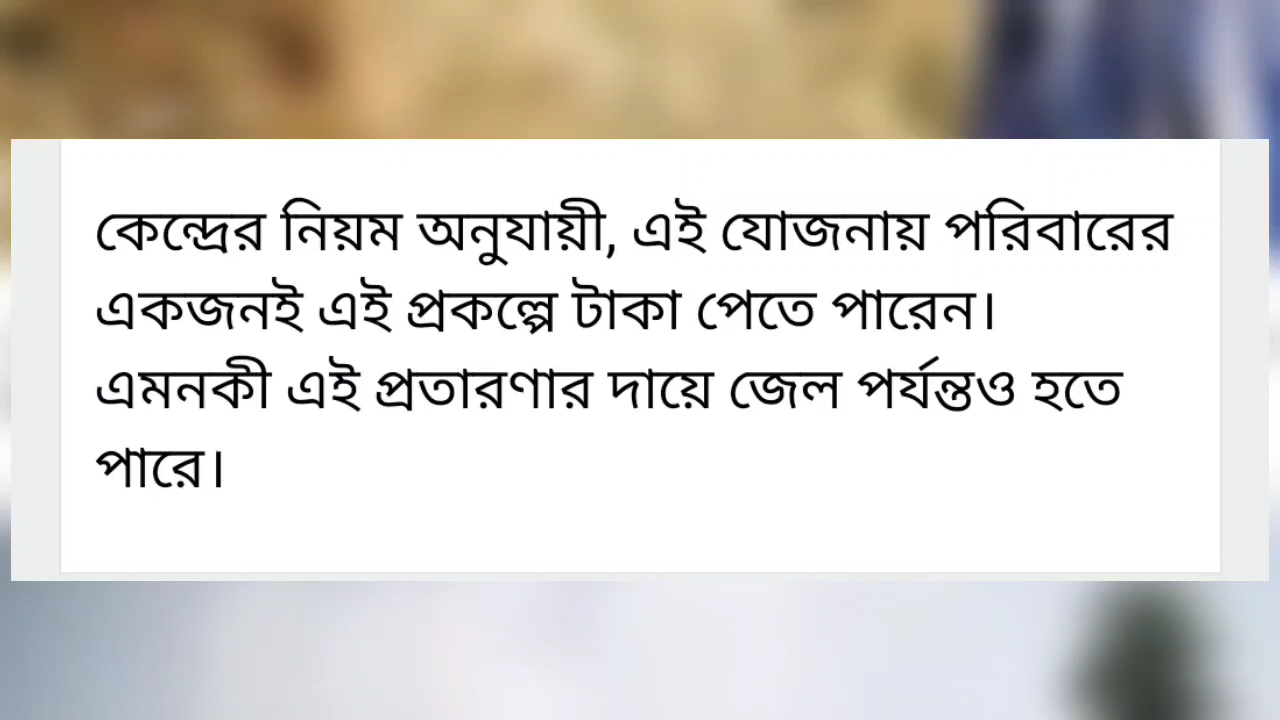 কেন্দ্রের নিয়ম অনুযায়ী, এই যোজনায় পরিবারের
একজনই এই প্রকল্পে টাকা পেতে পারেন।
এমনকী এই প্রতারণার দায়ে জেল পর্যন্তও হতে
পারে।